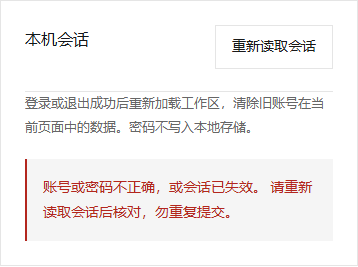 本机会话
重新读取会话
登录或退出成功后重新加载工作区，清除旧账号在当
前页面中的数据。密码不写入本地存储。
账号或密码不正确，或会话已失效。 请重新
读取会话后核对，勿重复提交。